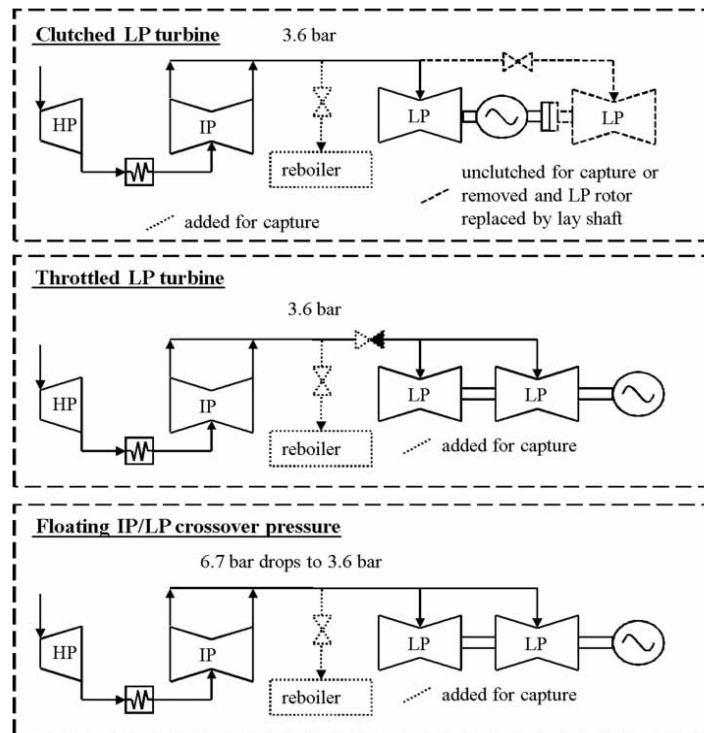 Clutched LP turbine
3.6 bar
HP
IP
LP
LP
reboiler
unclutched for capture or
removed and LP rotor
replaced by lay shaft
added for capture
Throttled LP turbine
3.6 bar
HP
IP
LP
LP
reboiler
added for capture
Floating IP/LP crossover pressure
6.7 bar drops to 3.6 bar
HP
IP
LP
LP
reboiler
added for capture